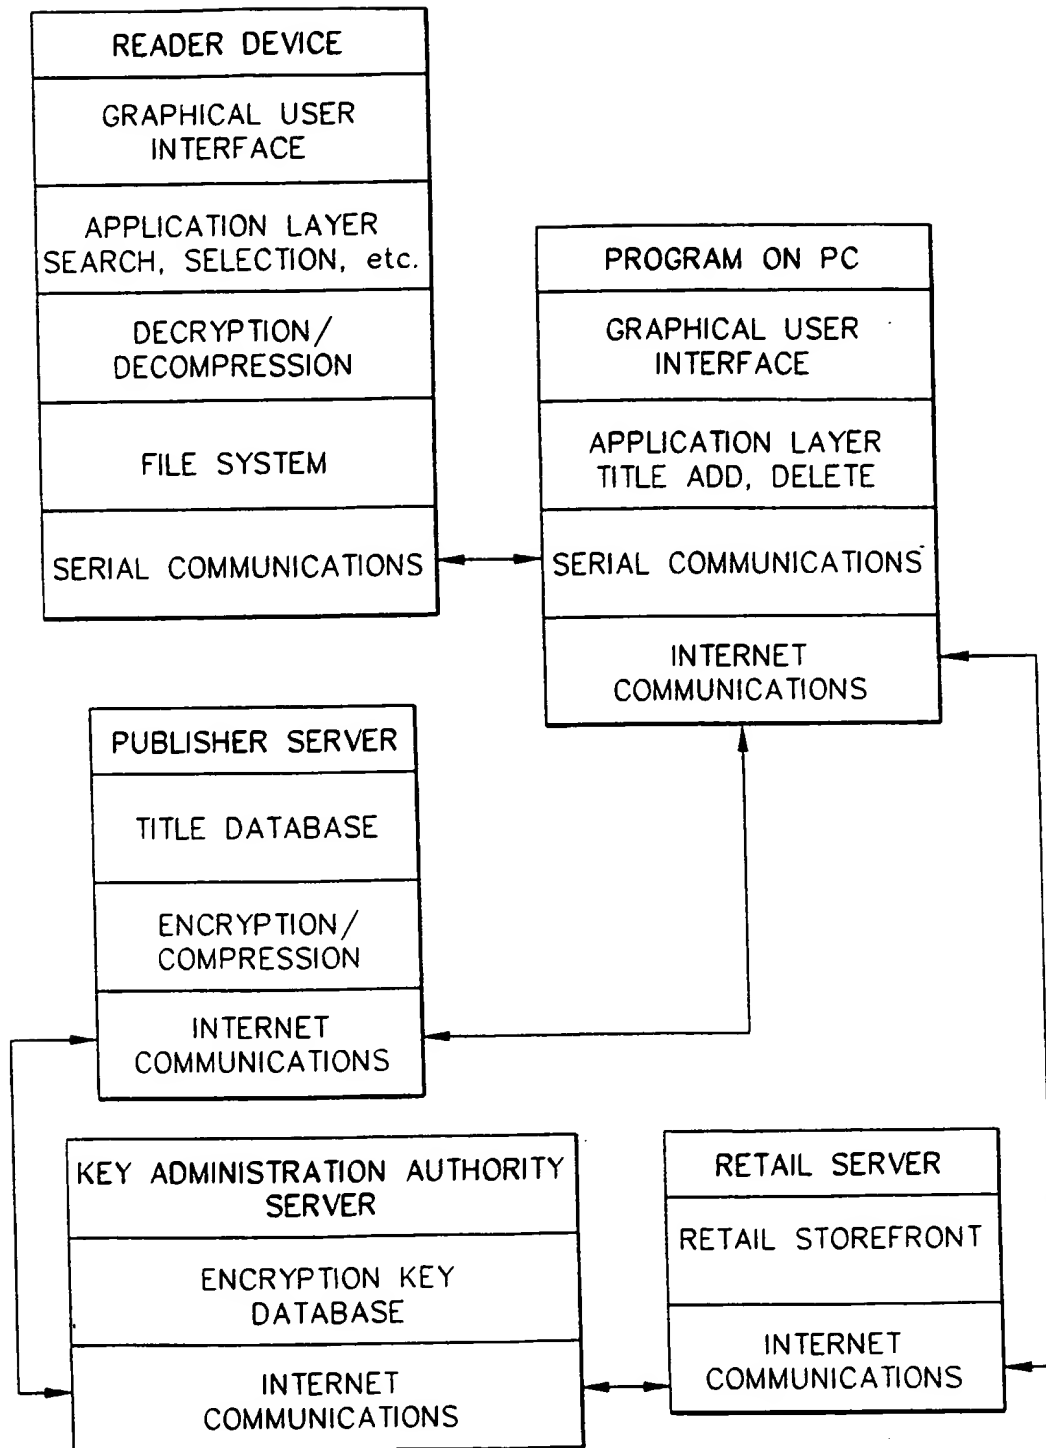 READER DEVICE
GRAPHICAL USER
INTERFACE
APPLICATION LAYER
SEARCH, SELECTION, etc.
DECRYPTION/
DECOMPRESSION
FILE SYSTEM
SERIAL COMMUNICATIONS
PROGRAM ON PC
GRAPHICAL USER
INTERFACE
APPLICATION LAYER
TITLE ADD, DELETE
SERIAL COMMUNICATIONS
INTERNET
COMMUNICATIONS
PUBLISHER SERVER
TITLE DATABASE
ENCRYPTION/
COMPRESSION
INTERNET
COMMUNICATIONS
KEY ADMINISTRATION AUTHORITY
SERVER
ENCRYPTION KEY
DATABASE
INTERNET
COMMUNICATIONS
RETAIL SERVER
RETAIL STOREFRONT
INTERNET
COMMUNICATIONS